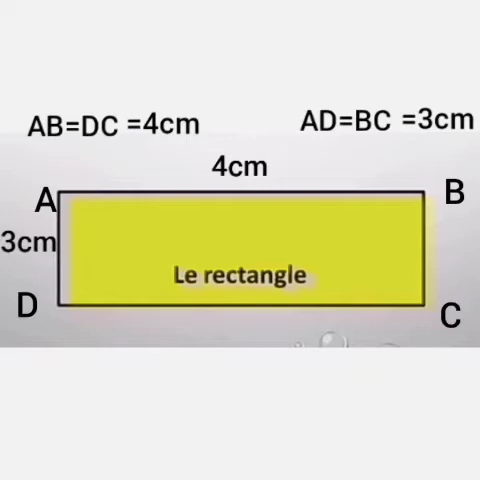 AB=DC =4cm
AD=BC =3cm
4cm
A
B
3cm
Le rectangle
D
C